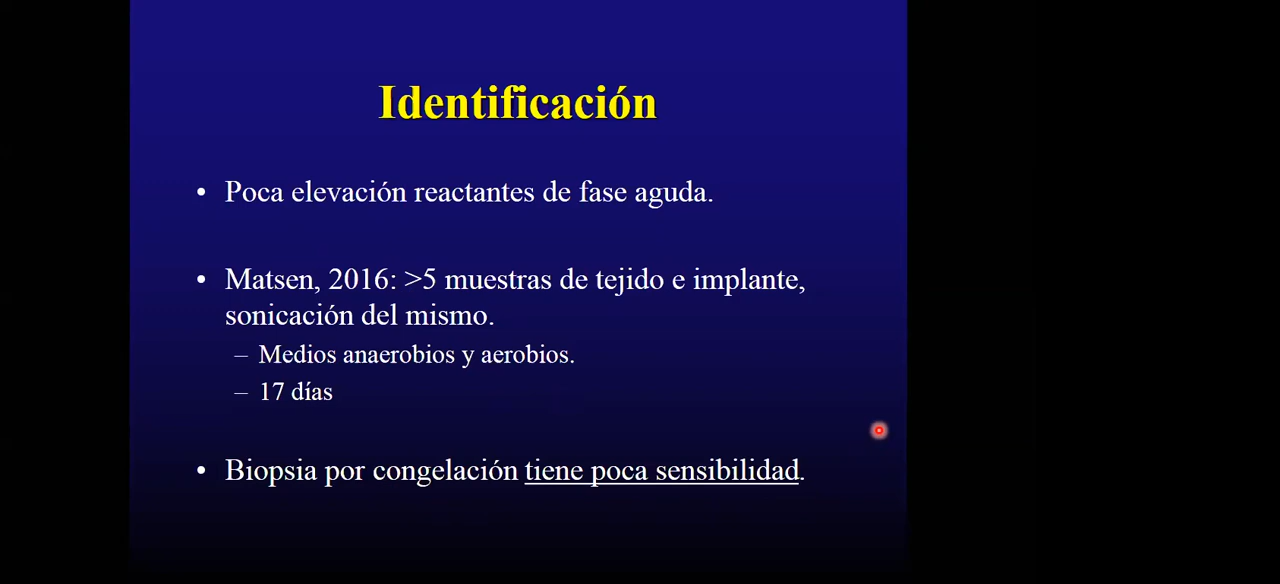 Identificación
• Poca elevación reactantes de fase aguda.
• Matsen, 2016: >5 muestras de tejido e implante,
sonicación del mismo.
– Medios anaerobios y aerobios.
– 17 días
• Biopsia por congelación tiene poca sensibilidad.